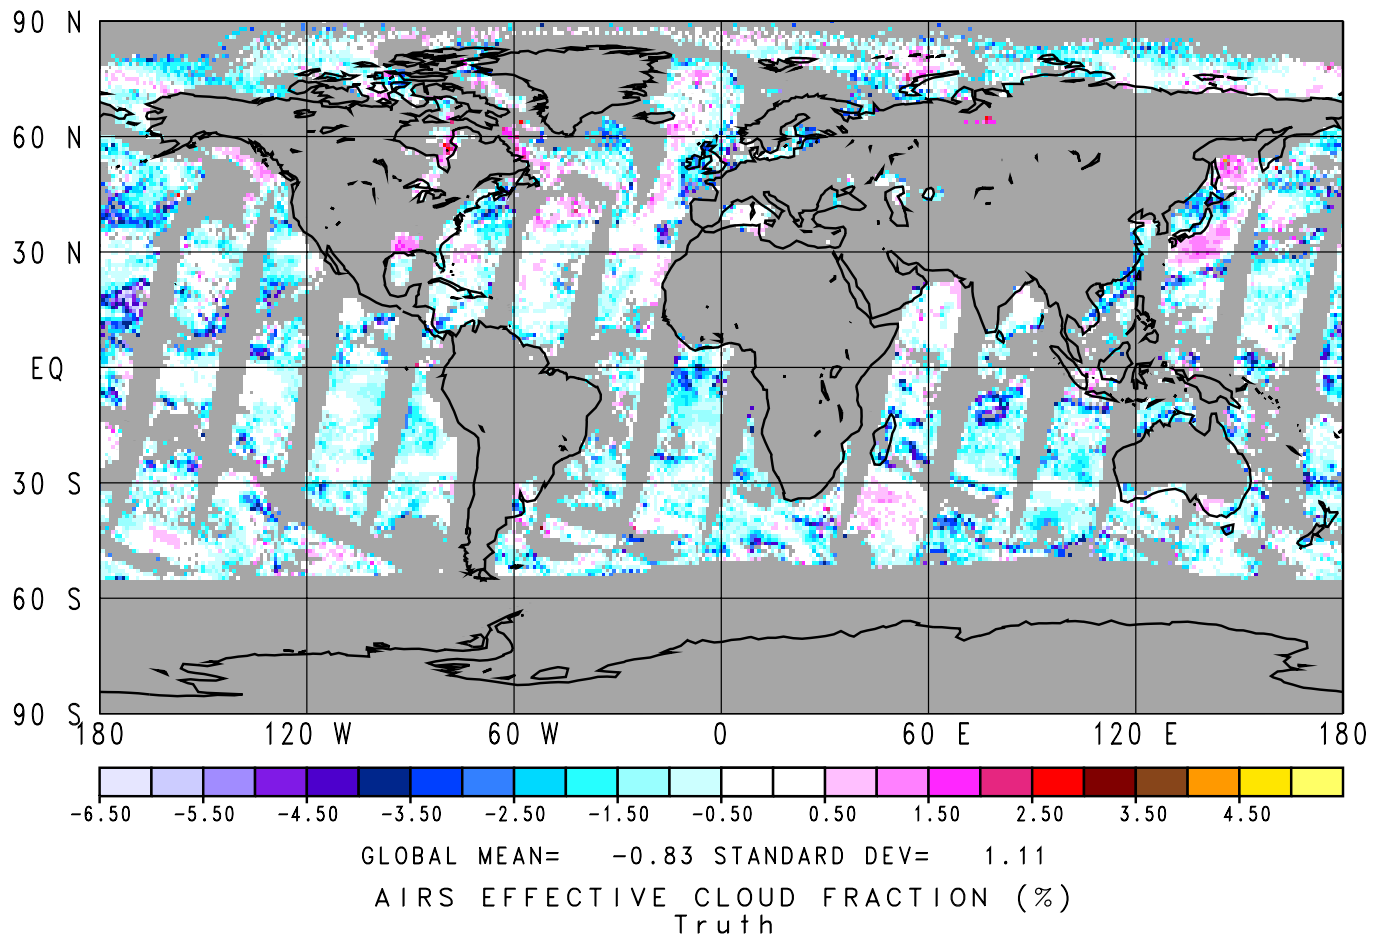 90 N
60 N
30 N
EQ
30 S
60 S
90 S
180 120 W 60 W 0 60 E 120 E 180
-6.50 -5.50 -4.50 -3.50 -2.50 -1.50 -0.50 0.50 1.50 2.50 3.50 4.50
GLOBAL MEAN= -0.83 STANDARD DEV= 1.11
AIRS EFFECTIVE CLOUD FRACTION (%)
Truth